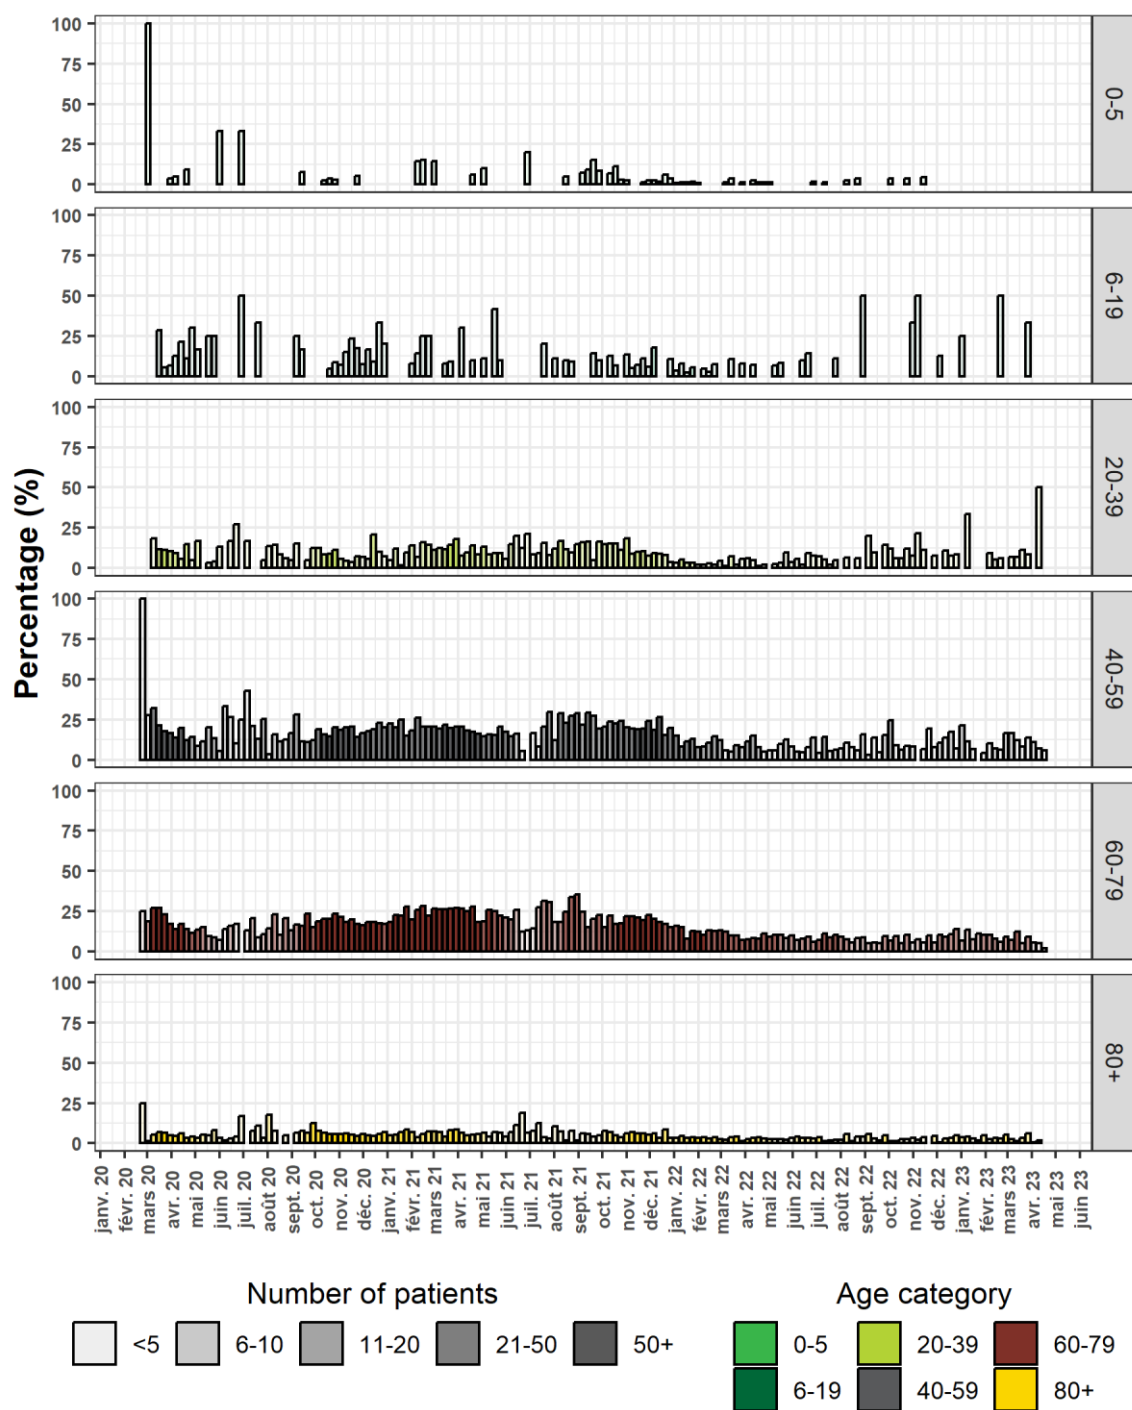 Percentage (%)
100
75
50
25
0
0-5
100
75
50
25
0
6-19
100
75
50
25
0
20-39
100
75
50
25
0
40-59
100
75
50
25
0
60-79
100
75
50
25
0
80+
janv. 20
févr. 20
mars 20
avr. 20
mai 20
juin 20
juil. 20
août 20
sept. 20
oct. 20
nov. 20
déc. 20
janv. 21
févr. 21
mars 21
avr. 21
mai 21
juin 21
juil. 21
août 21
sept. 21
oct. 21
nov. 21
déc. 21
janv. 22
févr. 22
mars 22
avr. 22
mai 22
juin 22
juil. 22
août 22
sept. 22
oct. 22
nov. 22
déc. 22
janv. 23
févr. 23
mars 23
avr. 23
mai 23
juin 23
Number of patients
<5 6-10 11-20 21-50 50+
Age category
0-5 20-39 60-79
6-19 40-59 80+